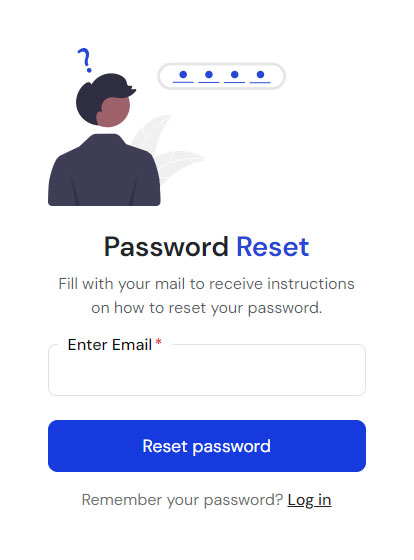 ?
Password Reset
Fill with your mail to receive instructions
on how to reset your password.
Enter Email *
Reset password
Remember your password? Log in